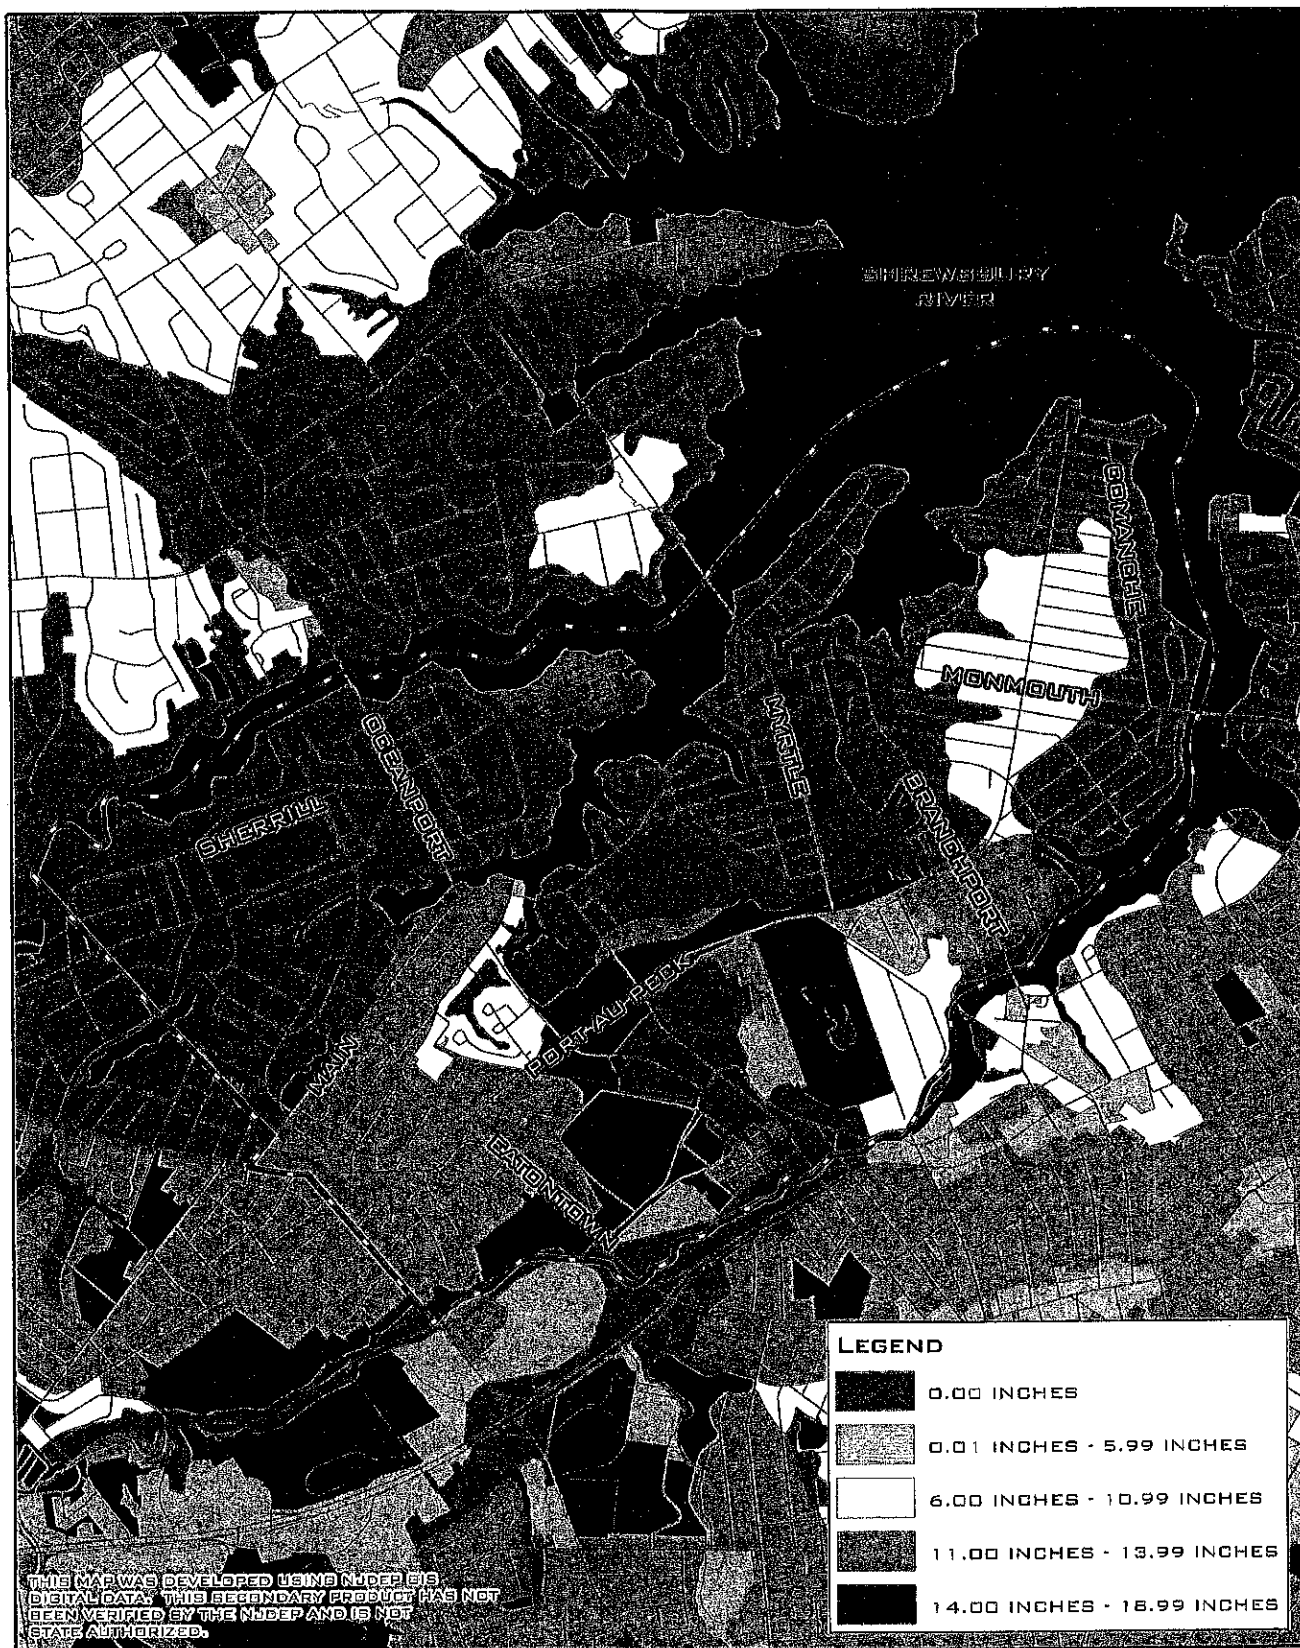 SHREWSBURY
RIVER
MONMOUTH
MYRTLE
OCEANPORT
BRANCHPORT
SHERRILL
PORT-AU-PECK
MAIN
EATONTOWN
LEGEND
0.00 INCHES
0.01 INCHES - 5.99 INCHES
6.00 INCHES - 10.99 INCHES
11.00 INCHES - 13.99 INCHES
14.00 INCHES - 18.99 INCHES
THIS MAP WAS DEVELOPED USING NJDEP GIS
DIGITAL DATA. THIS SECONDARY PRODUCT HAS NOT
BEEN VERIFIED BY THE NJDEP AND IS NOT
STATE AUTHORIZED.